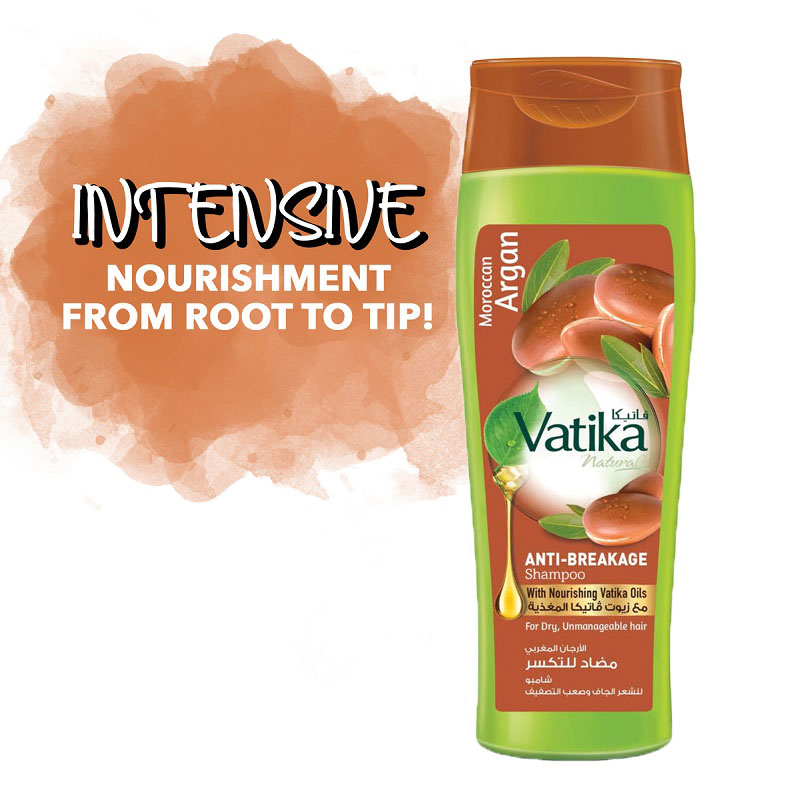 INTENSIVE
NOURISHMENT
FROM ROOT TO TIP!
Moroccan
Argan
ڤاتيكا
Vatika
Naturals
ANTI-BREAKAGE
Shampoo
With Nourishing Vatika Oils
مع زيوت ڤاتيكا المغذية
For Dry, Unmanageable hair
الأرجان المغربي
مضاد للتكسر
شامبو
للشعر الجاف وصعب التصفيف